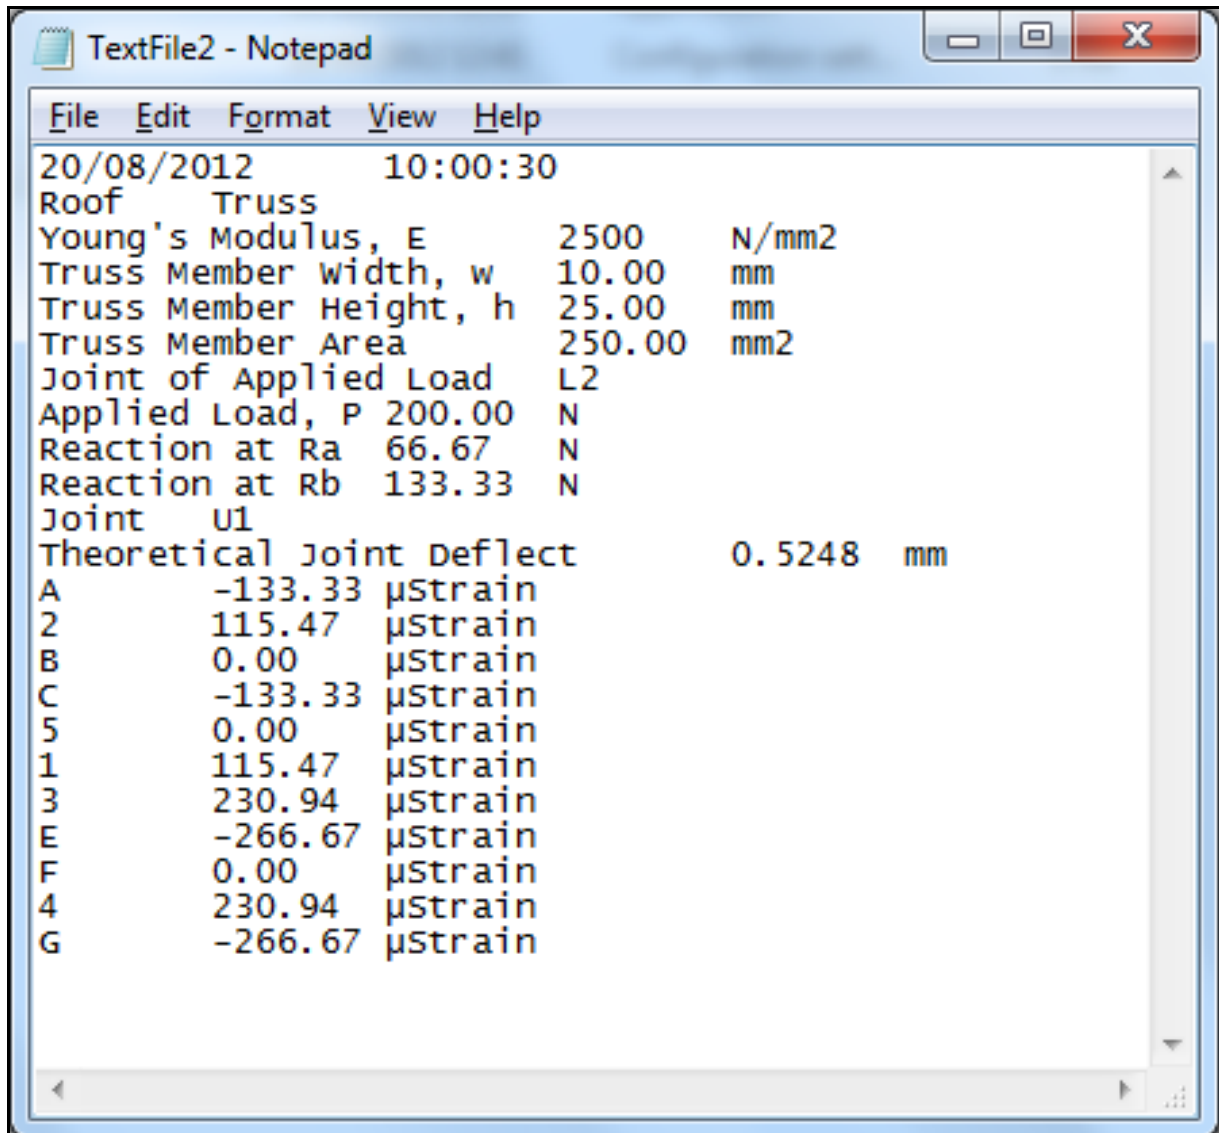 TextFile2 - Notepad
File Edit Format View Help
20/08/2012 10:00:30
Roof Truss
Young's Modulus, E 2500 N/mm2
Truss Member Width, w 10.00 mm
Truss Member Height, h 25.00 mm
Truss Member Area 250.00 mm2
Joint of Applied Load L2
Applied Load, P 200.00 N
Reaction at Ra 66.67 N
Reaction at Rb 133.33 N
Joint U1
Theoretical Joint Deflect 0.5248 mm
A -133.33 µStrain
2 115.47 µStrain
B 0.00 µStrain
C -133.33 µStrain
5 0.00 µStrain
1 115.47 µStrain
3 230.94 µStrain
E -266.67 µStrain
F 0.00 µStrain
4 230.94 µStrain
G -266.67 µStrain